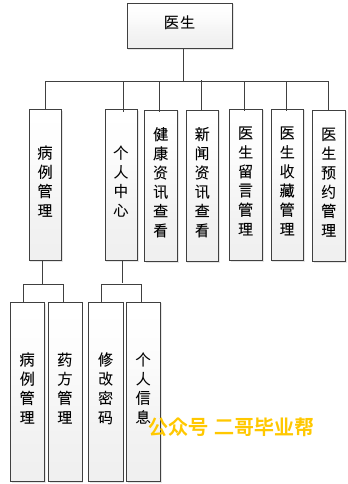 医生
病例管理
个人中心
健康资讯查看
新闻资讯查看
医生留言管理
医生收藏管理
医生预约管理
病例管理
药方管理
修改密码
个人信息
公众号 二哥毕业帮